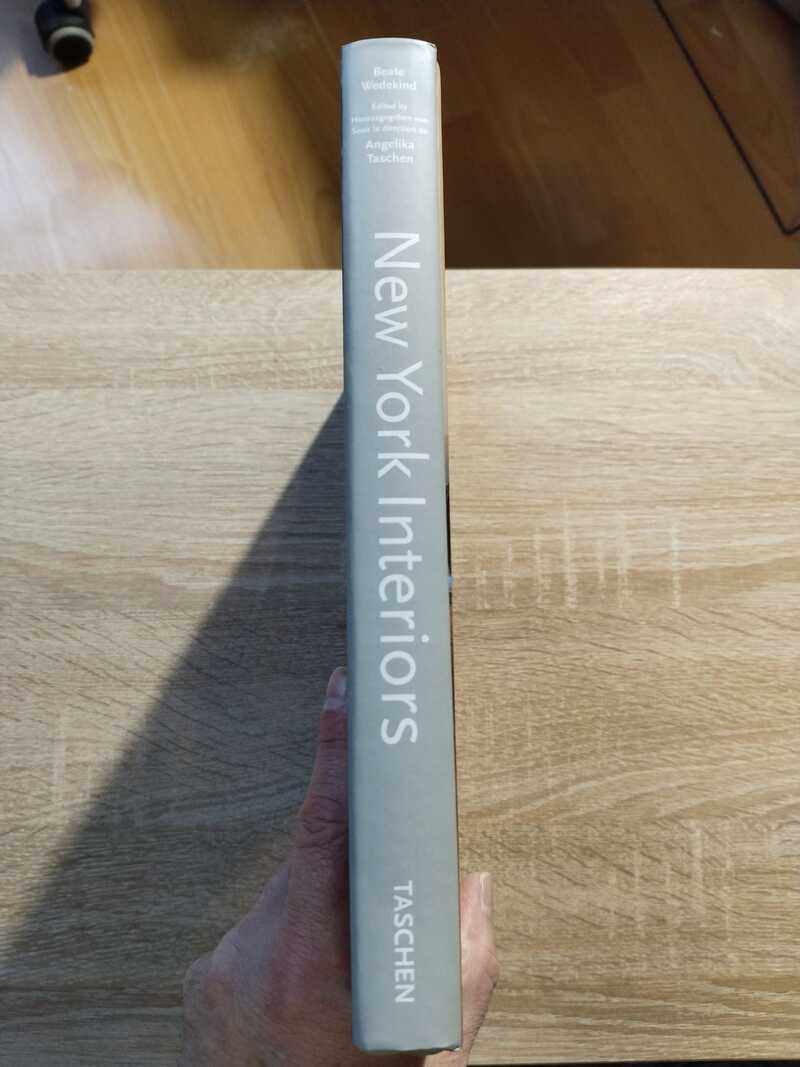 Beate
Wedekind
Edited by
Herausgegeben von
Sous la direction de
Angelika
Taschen
New York Interiors
TASCHEN